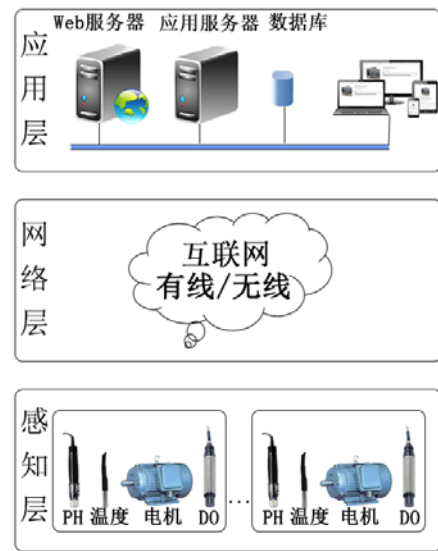 应用层
Web服务器 应用服务器 数据库
网络层
互联网
有线/无线
感知层
PH 温度 电机 DO ... PH 温度 电机 DO